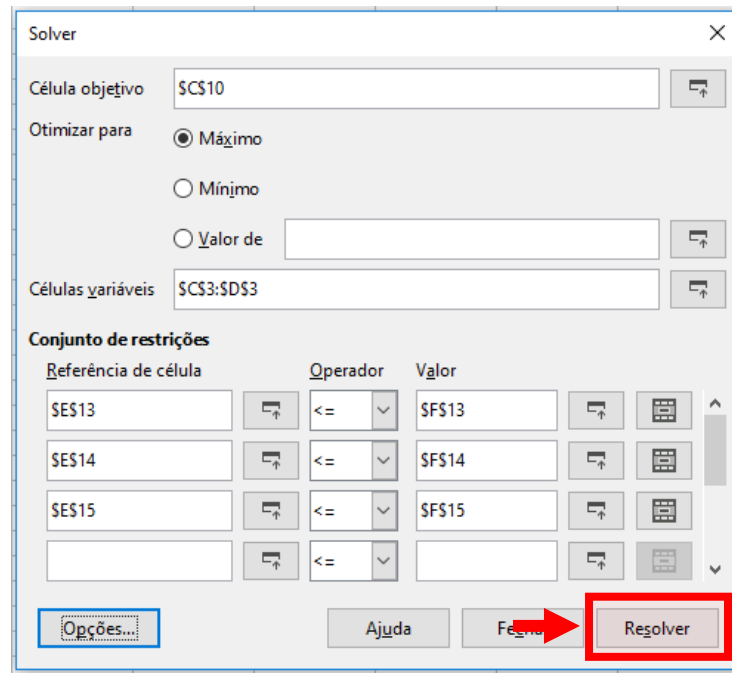 Solver
Célula objetivo $C$10
Otimizar para Máximo
Mínimo
Valor de
Células variáveis $C$3:$D$3
Conjunto de restrições
Referência de célula Operador Valor
$E$13 <= $F$13
$E$14 <= $F$14
$E$15 <= $F$15
<=
Opções... Ajuda Resolver